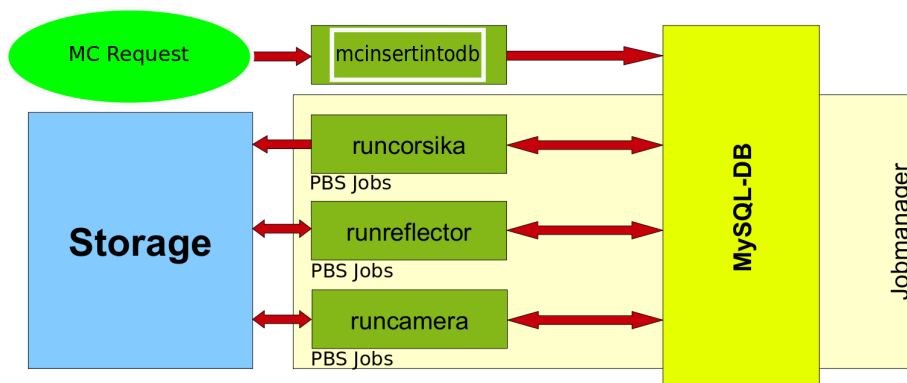 MC Request
mcinsertintodb
runcorsika
PBS Jobs
Storage
runreflector
PBS Jobs
runcamera
PBS Jobs
MySQL-DB
Jobmanager